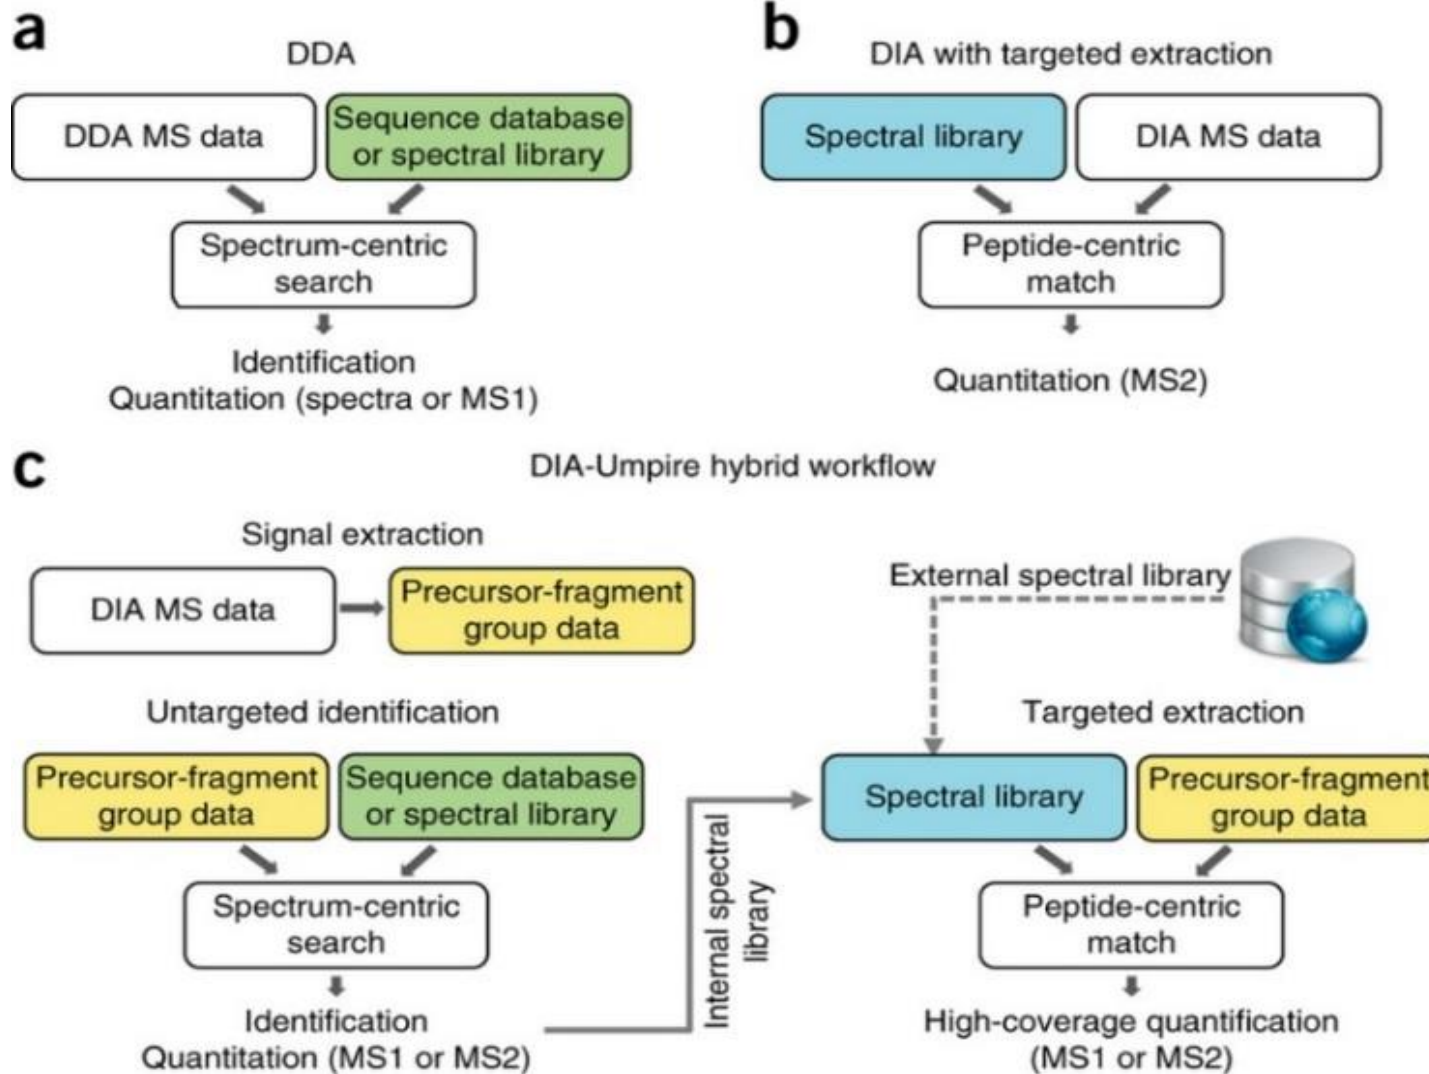 a
DDA
DDA MS data
Sequence database
or spectral library
Spectrum-centric
search
Identification
Quantitation (spectra or MS1)
b
DIA with targeted extraction
Spectral library
DIA MS data
Peptide-centric
match
Quantitation (MS2)
c
DIA-Umpire hybrid workflow
Signal extraction
DIA MS data
Precursor-fragment
group data
Untargeted identification
Precursor-fragment
group data
Sequence database
or spectral library
Spectrum-centric
search
Identification
Quantitation (MS1 or MS2)
Internal spectral
library
External spectral library
Targeted extraction
Spectral library
Precursor-fragment
group data
Peptide-centric
match
High-coverage quantification
(MS1 or MS2)